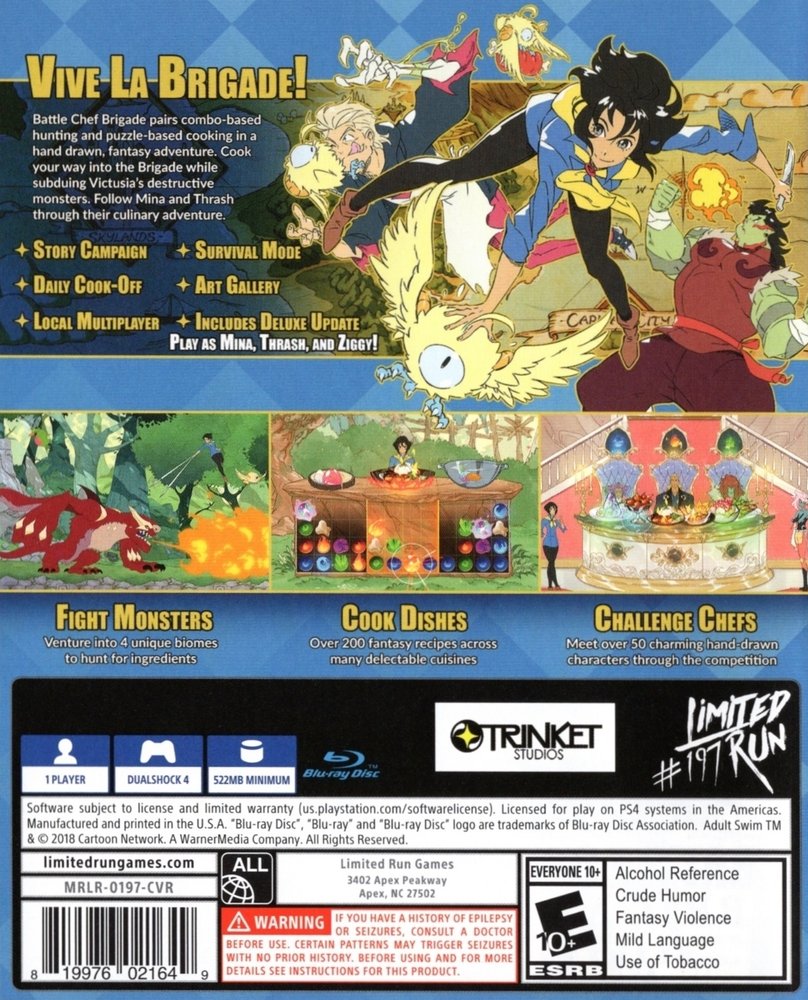 VIVE LA BRIGADE!
Battle Chef Brigade pairs combo-based
hunting and puzzle-based cooking in a
hand drawn, fantasy adventure. Cook
your way into the Brigade while
subduing Victusia's destructive
monsters. Follow Mina and Thrash
through their culinary adventure.
SKYLANDS
✦ STORY CAMPAIGN ✦ SURVIVAL MODE
✦ DAILY COOK-OFF ✦ ART GALLERY
✦ LOCAL MULTIPLAYER ✦ INCLUDES DELUXE UPDATE
PLAY AS MINA, THRASH, AND ZIGGY!
FIGHT MONSTERS
Venture into 4 unique biomes
to hunt for ingredients
COOK DISHES
Over 200 fantasy recipes across
many delectable cuisines
CHALLENGE CHEFS
Meet over 50 charming hand-drawn
characters through the competition
1 PLAYER
DUALSHOCK 4
522MB MINIMUM
Blu-ray Disc™
TRINKET
STUDIOS
LIMITED
RUN
#197
Software subject to license and limited warranty (us.playstation.com/softwarelicense). Licensed for play on PS4 systems in the Americas.
Manufactured and printed in the U.S.A. "Blu-ray Disc", "Blu-ray" and "Blu-ray Disc" logo are trademarks of Blu-ray Disc Association. Adult Swim TM
& © 2018 Cartoon Network. A WarnerMedia Company. All Rights Reserved.
limitedrungames.com
MRLR-0197-CVR
8 19976 02164 9
ALL
Limited Run Games
3402 Apex Peakway
Apex, NC 27502
WARNING IF YOU HAVE A HISTORY OF EPILEPSY
OR SEIZURES, CONSULT A DOCTOR
BEFORE USE. CERTAIN PATTERNS MAY TRIGGER SEIZURES
WITH NO PRIOR HISTORY. BEFORE USING AND FOR MORE
DETAILS SEE INSTRUCTIONS FOR THIS PRODUCT.
EVERYONE 10+
E
10+
ESRB
Alcohol Reference
Crude Humor
Fantasy Violence
Mild Language
Use of Tobacco